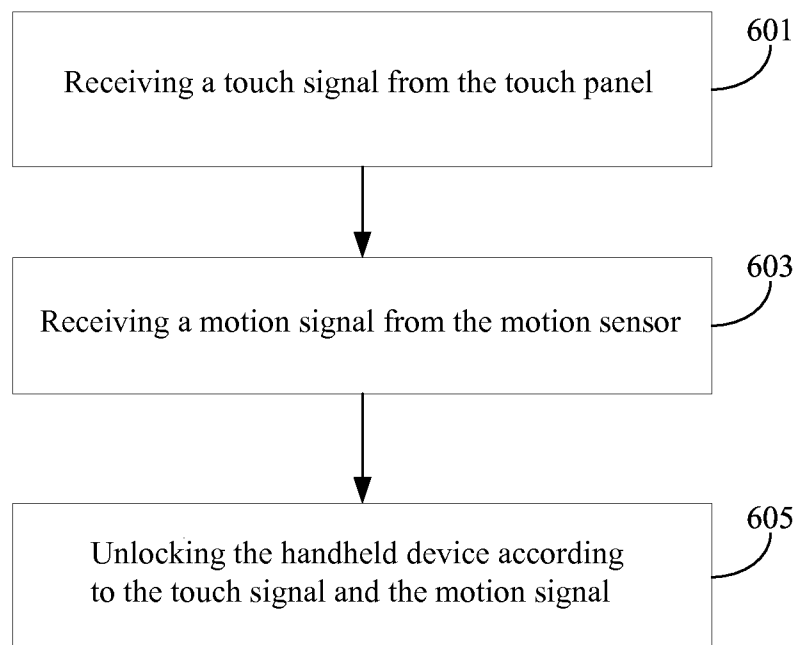 601
Receiving a touch signal from the touch panel
603
Receiving a motion signal from the motion sensor
605
Unlocking the handheld device according
to the touch signal and the motion signal